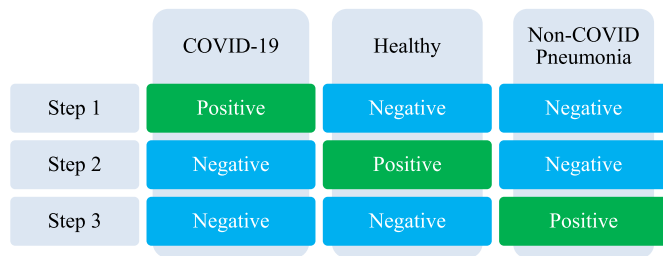 COVID-19
Healthy
Non-COVID
Pneumonia
Step 1
Positive
Negative
Negative
Step 2
Negative
Positive
Negative
Step 3
Negative
Negative
Positive